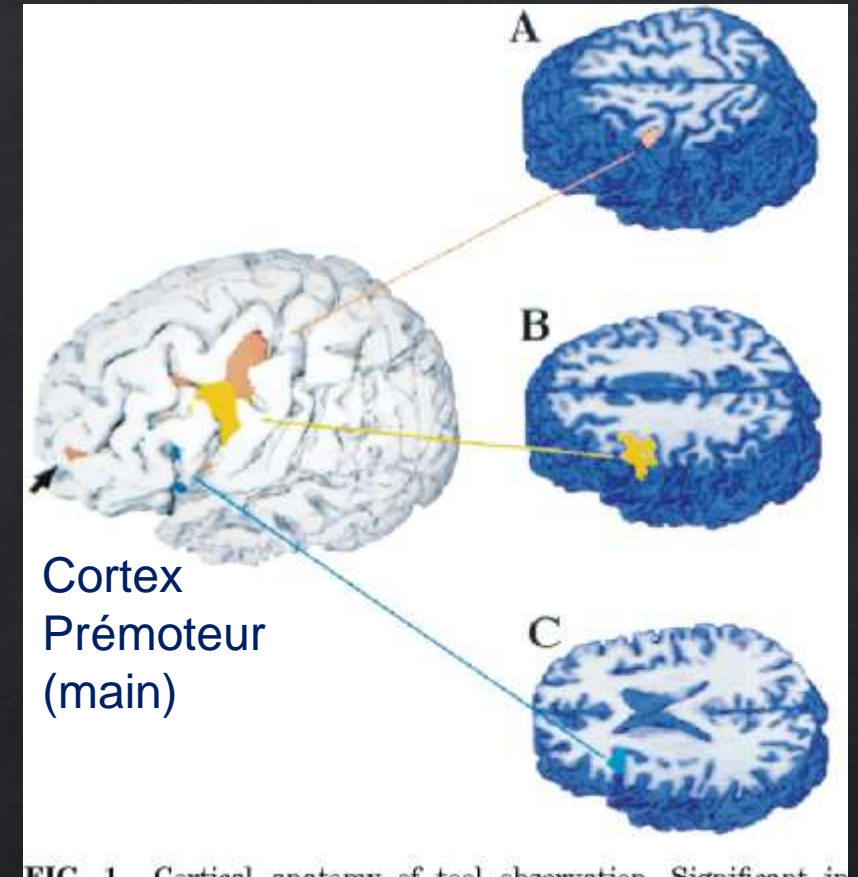 A
B
Cortex
Prémoteur
(main)
C
FIG. 1. Cortical anatomy of tool observation. Significant in